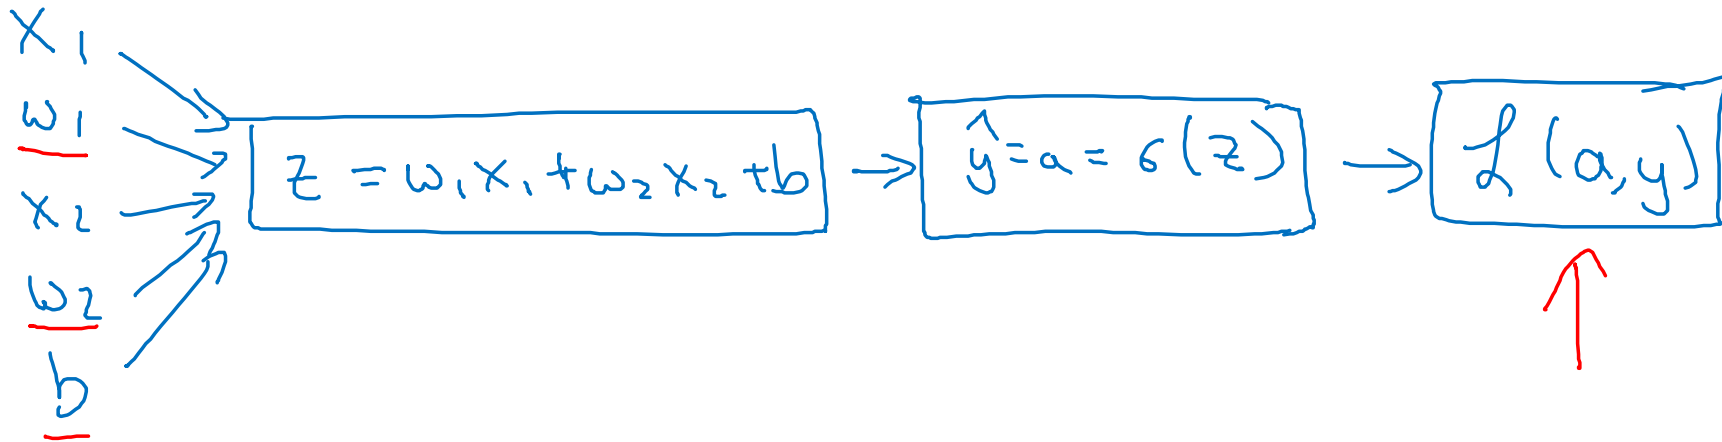 x₁
w₁
x₂
w₂
b
z = w₁x₁ + w₂x₂ + b
ŷ = a = σ(z)
ℒ(a, y)